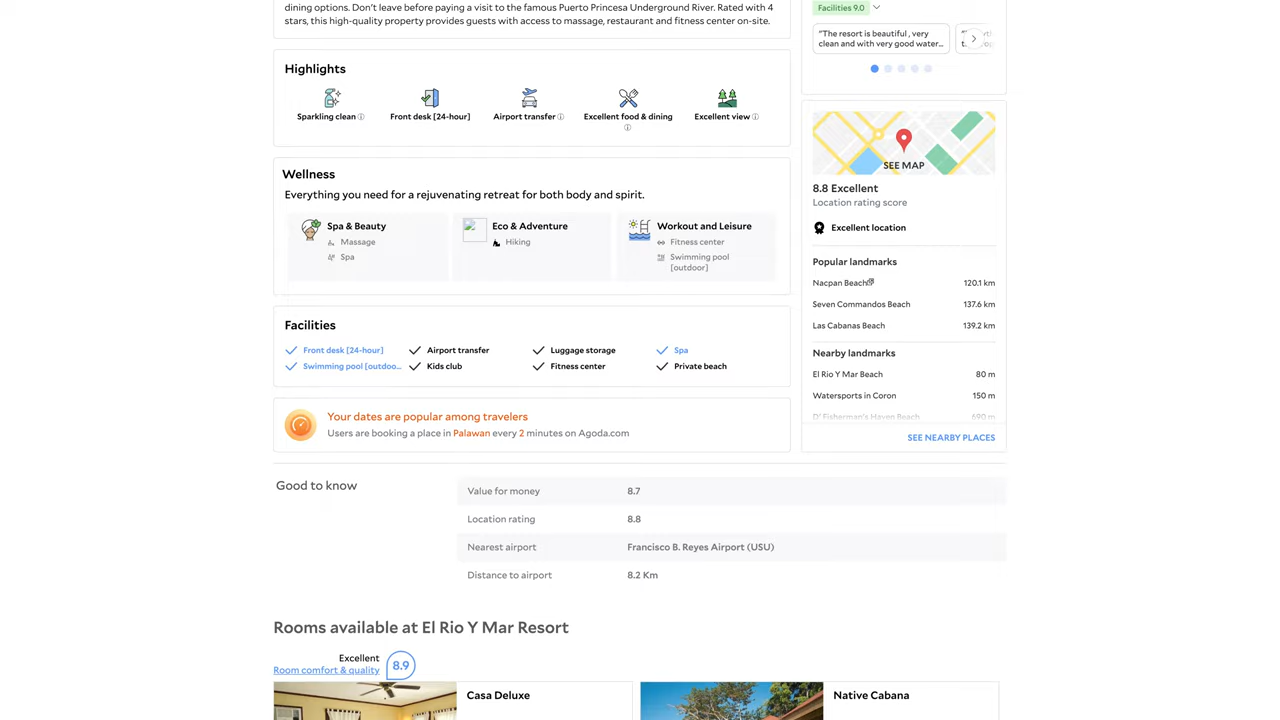 dining options. Don't leave before paying a visit to the famous Puerto Princesa Underground River. Rated with 4
stars, this high-quality property provides guests with access to massage, restaurant and fitness center on-site.
Highlights
Sparkling clean
Front desk [24-hour]
Airport transfer
Excellent food & dining
Excellent view
Wellness
Everything you need for a rejuvenating retreat for both body and spirit.
Spa & Beauty
Massage
Spa
Eco & Adventure
Hiking
Workout and Leisure
Fitness center
Swimming pool
[outdoor]
Facilities
Front desk [24-hour]
Airport transfer
Luggage storage
Spa
Swimming pool [outdoo...
Kids club
Fitness center
Private beach
Your dates are popular among travelers
Users are booking a place in Palawan every 2 minutes on Agoda.com
Facilities 9.0
"The resort is beautiful , very
clean and with very good water...
SEE MAP
8.8 Excellent
Location rating score
Excellent location
Popular landmarks
Nacpan Beach 120.1 km
Seven Commandos Beach 137.6 km
Las Cabanas Beach 139.2 km
Nearby landmarks
El Rio Y Mar Beach 80 m
Watersports in Coron 150 m
D' Fisherman's Haven Beach 690 m
SEE NEARBY PLACES
Good to know
Value for money 8.7
Location rating 8.8
Nearest airport Francisco B. Reyes Airport (USU)
Distance to airport 8.2 Km
Rooms available at El Rio Y Mar Resort
Excellent
Room comfort & quality
8.9
Casa Deluxe
Native Cabana